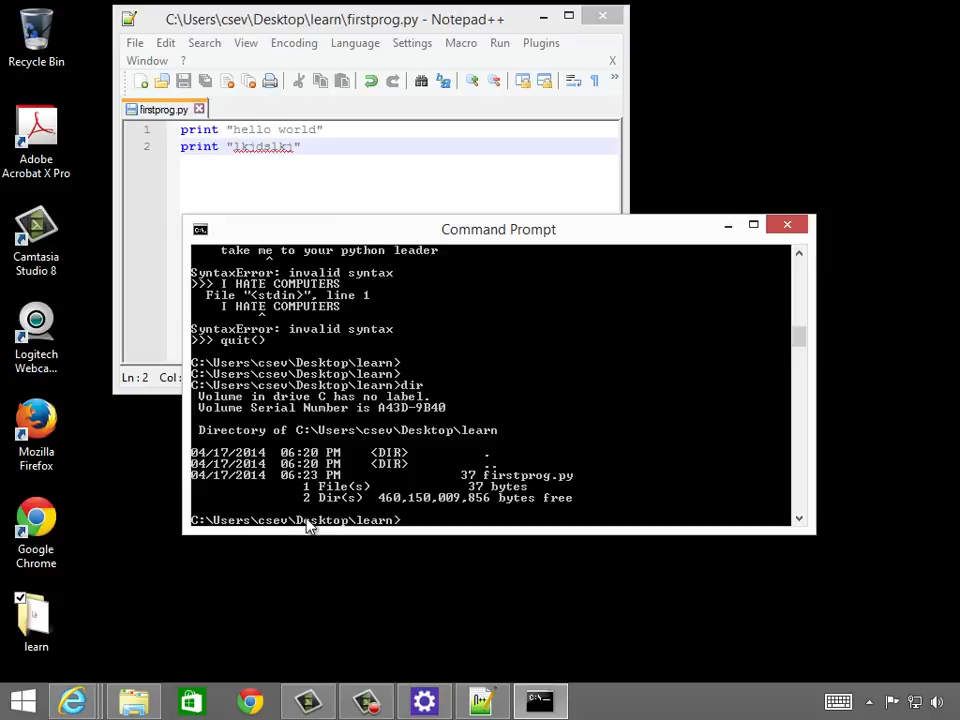 Recycle Bin
Adobe
Acrobat X Pro
Camtasia
Studio 8
Logitech
Webca...
Mozilla
Firefox
Google
Chrome
learn
C:\Users\csev\Desktop\learn\firstprog.py - Notepad++
File Edit Search View Encoding Language Settings Macro Run Plugins
Window ? X
»
firstprog.py
1 print "hello world"
2 print "lkjdslkj"
Ln:2 Col:
Command Prompt
take me to your python leader
^
SyntaxError: invalid syntax
>>> I HATE COMPUTERS
File "<stdin>", line 1
I HATE COMPUTERS
^
SyntaxError: invalid syntax
>>> quit()
C:\Users\csev\Desktop\learn>
C:\Users\csev\Desktop\learn>
C:\Users\csev\Desktop\learn>dir
Volume in drive C has no label.
Volume Serial Number is A43D-9B40
Directory of C:\Users\csev\Desktop\learn
04/17/2014 06:20 PM <DIR> .
04/17/2014 06:20 PM <DIR> ..
04/17/2014 06:23 PM 37 firstprog.py
1 File(s) 37 bytes
2 Dir(s) 460,150,009,856 bytes free
C:\Users\csev\Desktop\learn>